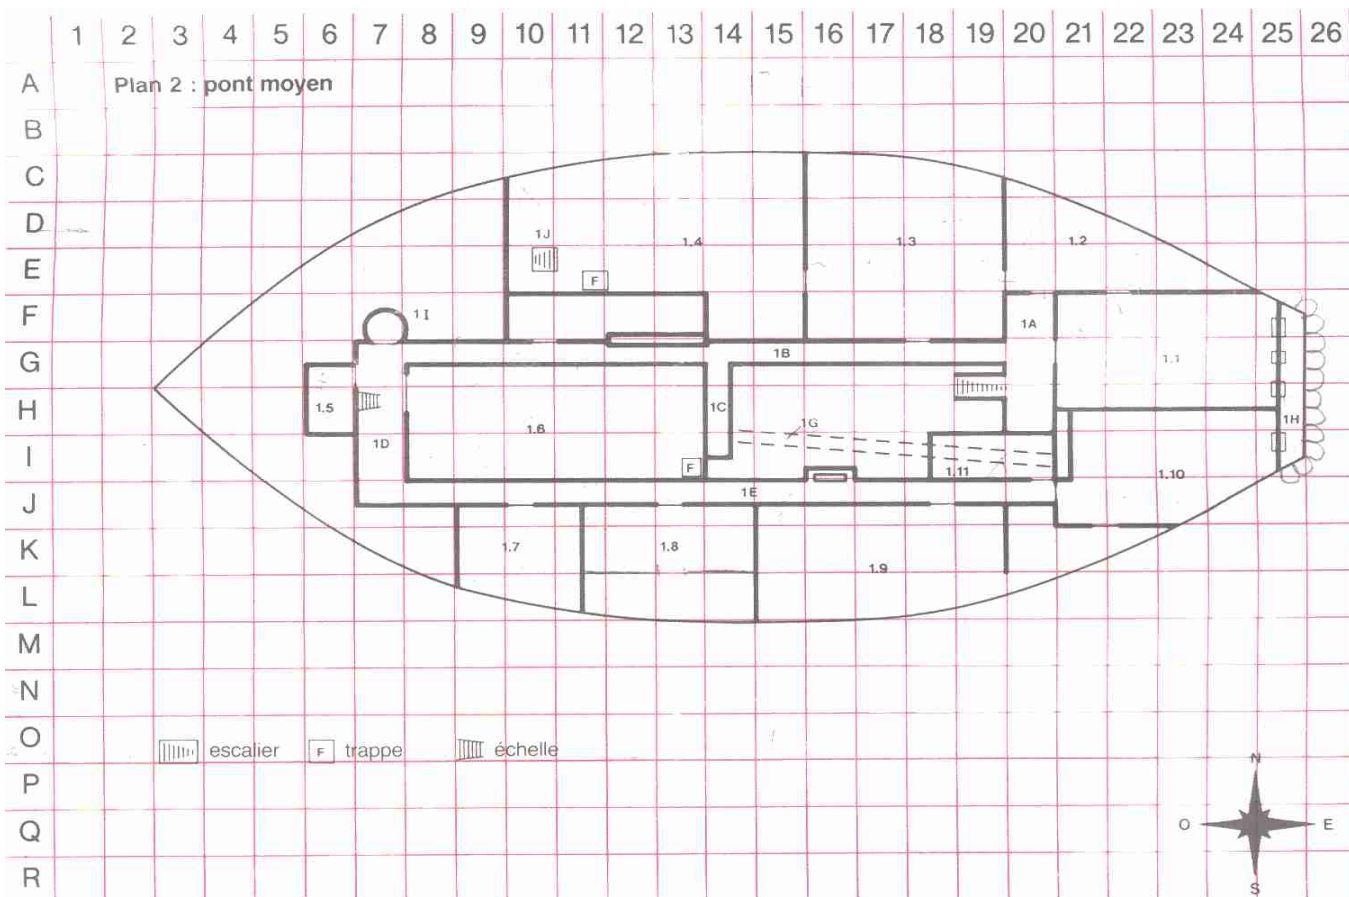 1 2 3 4 5 6 7 8 9 10 11 12 13 14 15 16 17 18 19 20 21 22 23 24 25 26
A Plan 2 : pont moyen
B
C
D 1J 1.4 1.3 1.2
E F
F 1I 1A
G 1B 1.1
H 1.5 1.6 1C 1G 1H
I 1D F 1.11 1.10
J 1E
K 1.7 1.8 1.9
L
M
N
O escalier F trappe échelle
P N
Q O E
R S